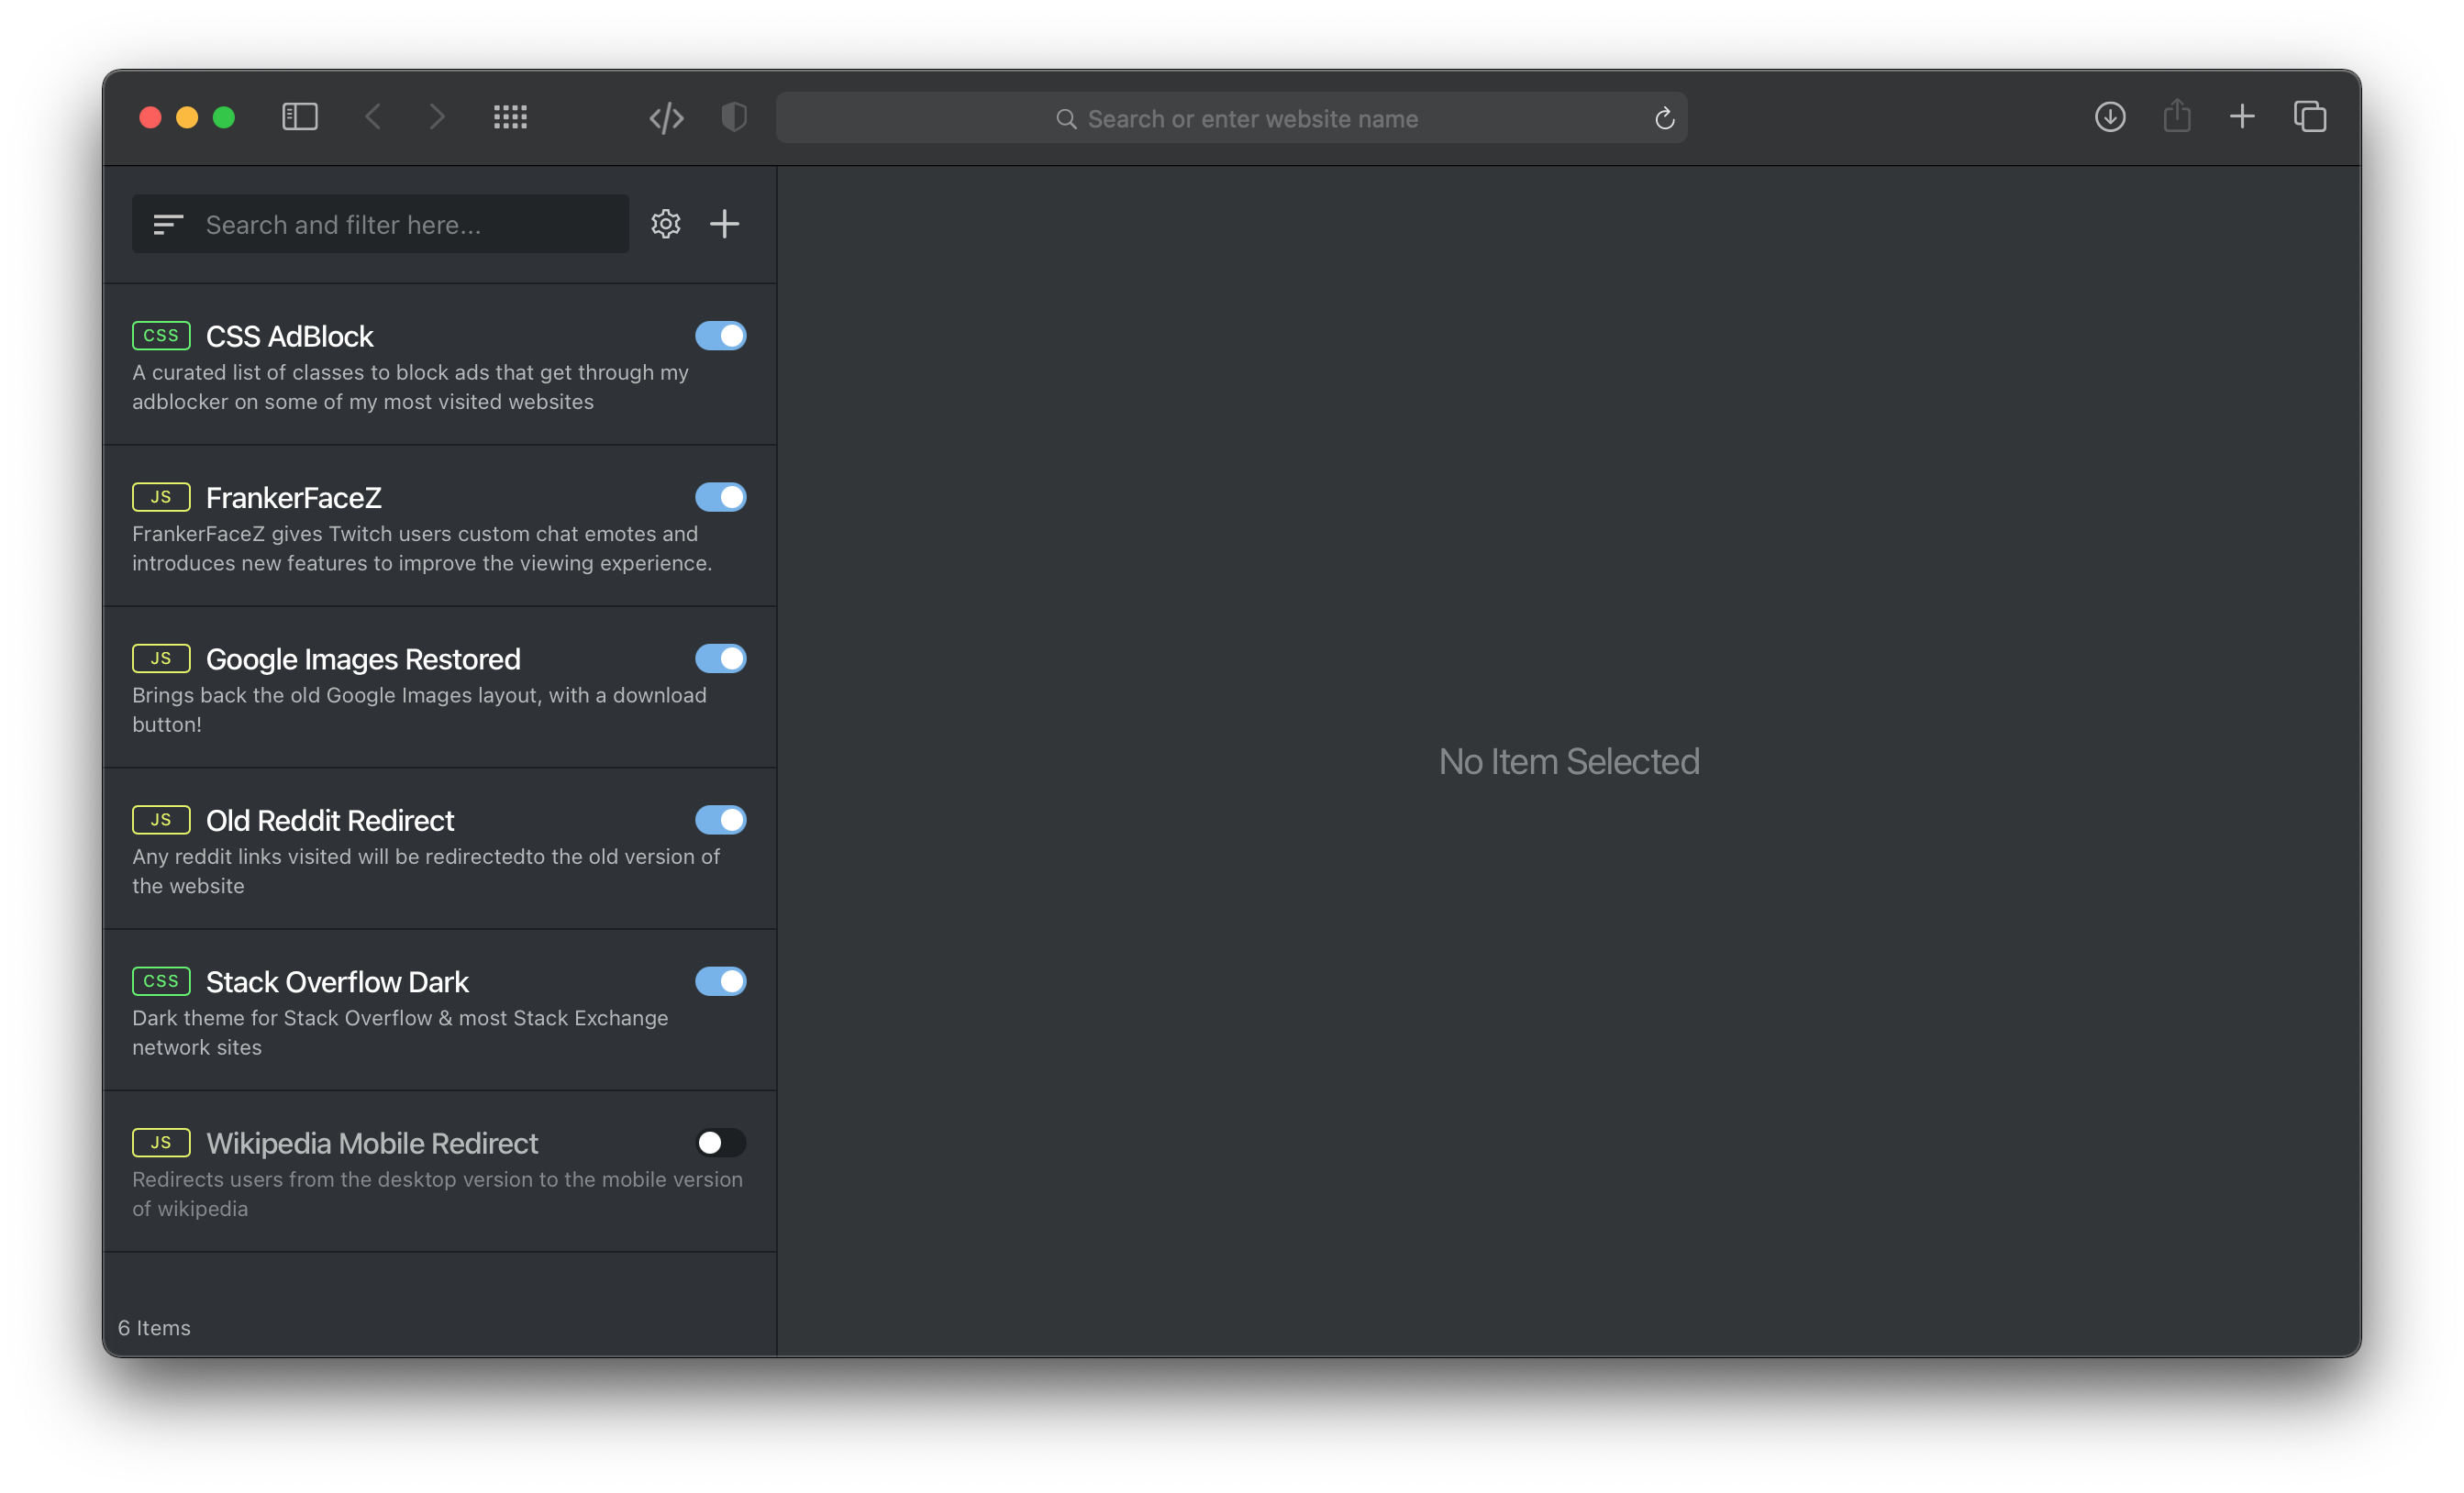 Search or enter website name
Search and filter here...
CSS CSS AdBlock
A curated list of classes to block ads that get through my
adblocker on some of my most visited websites
JS FrankerFaceZ
FrankerFaceZ gives Twitch users custom chat emotes and
introduces new features to improve the viewing experience.
JS Google Images Restored
Brings back the old Google Images layout, with a download
button!
JS Old Reddit Redirect
Any reddit links visited will be redirectedto the old version of
the website
CSS Stack Overflow Dark
Dark theme for Stack Overflow & most Stack Exchange
network sites
JS Wikipedia Mobile Redirect
Redirects users from the desktop version to the mobile version
of wikipedia
6 Items
No Item Selected